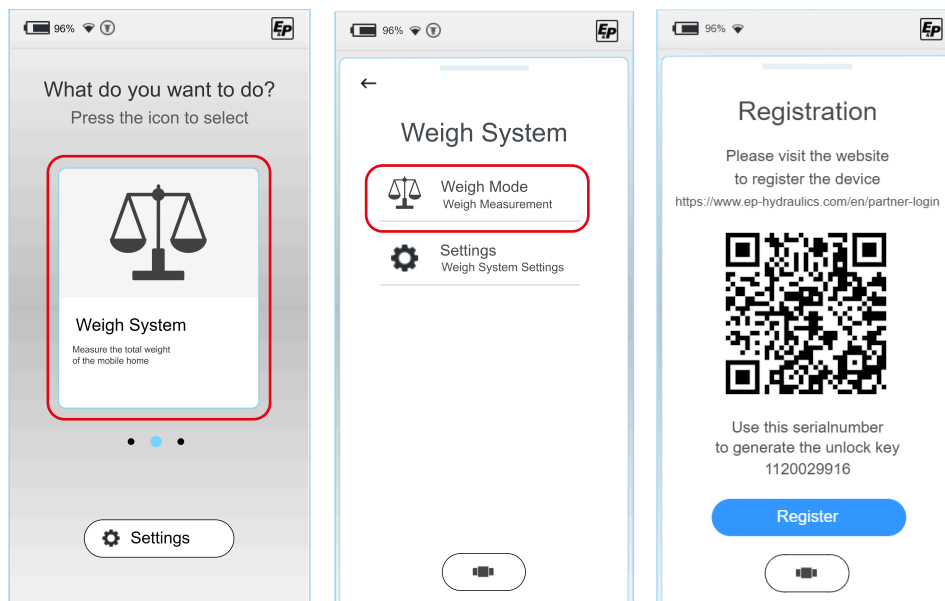 96%
E;P
What do you want to do?
Press the icon to select
Weigh System
Measure the total weight
of the mobile home
Settings
96%
E;P
Weigh System
Weigh Mode
Weigh Measurement
Settings
Weigh System Settings
96%
E;P
Registration
Please visit the website
to register the device
https://www.ep-hydraulics.com/en/partner-login
Use this serialnumber
to generate the unlock key
1120029916
Register